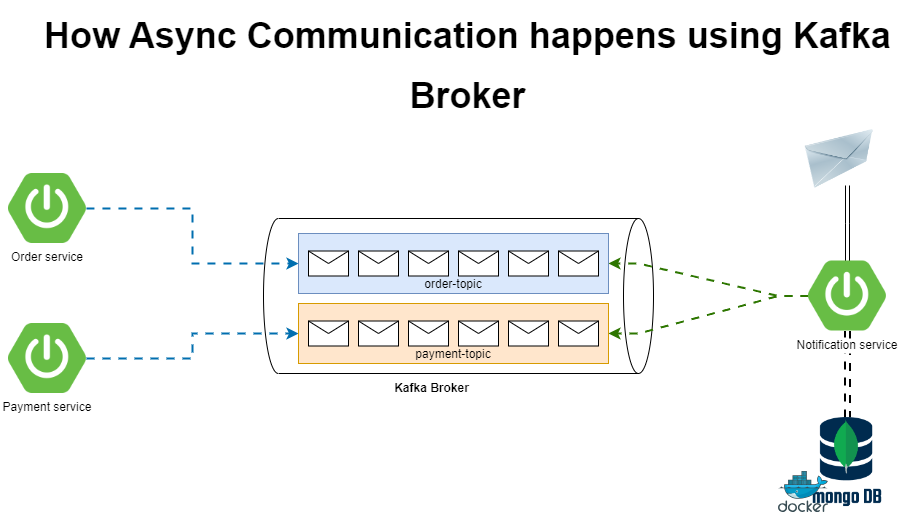 How Async Communication happens using Kafka
Broker
Order service
order-topic
Notification service
payment-topic
Kafka Broker
Payment service
mongo DB
docker